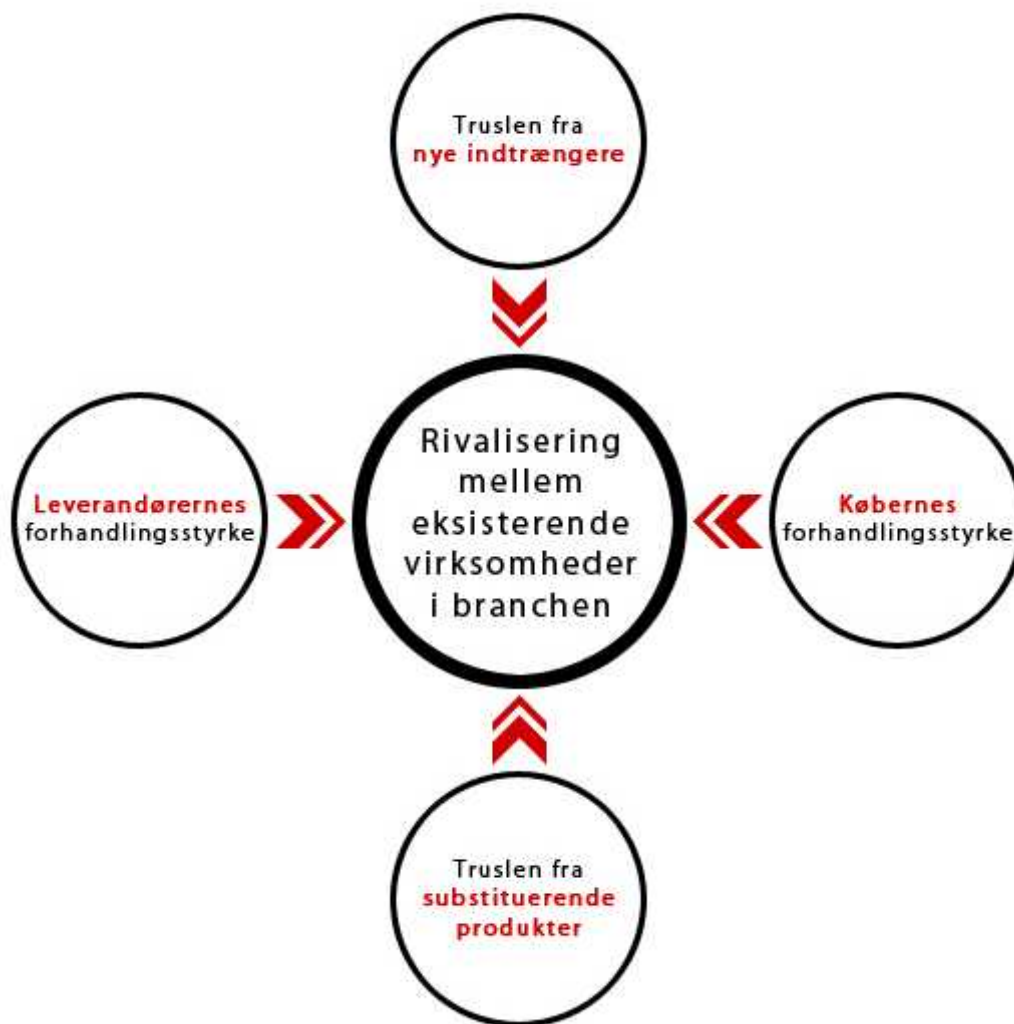 Truslen fra
nye indtrængere
Leverandørernes
forhandlingsstyrke
Rivalisering
mellem
eksisterende
virksomheder
i branchen
Købernes
forhandlingsstyrke
Truslen fra
substituerende
produkter